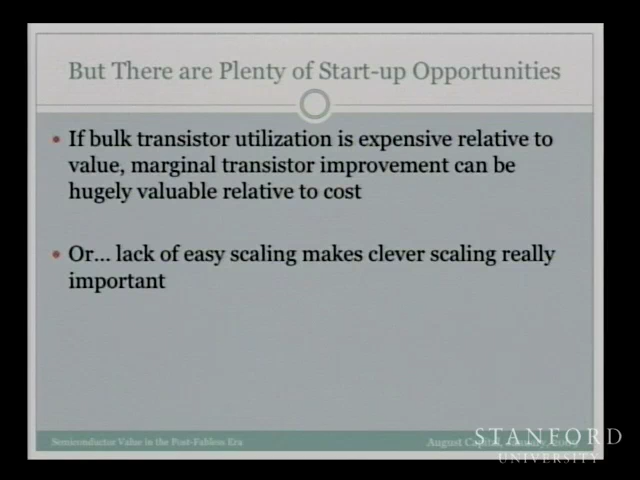 But There are Plenty of Start-up Opportunities
• If bulk transistor utilization is expensive relative to
value, marginal transistor improvement can be
hugely valuable relative to cost
• Or... lack of easy scaling makes clever scaling really
important
Semiconductor Value in the Post-Fabless Era
August Capital, January,
STANFORD
UNIVERSITY